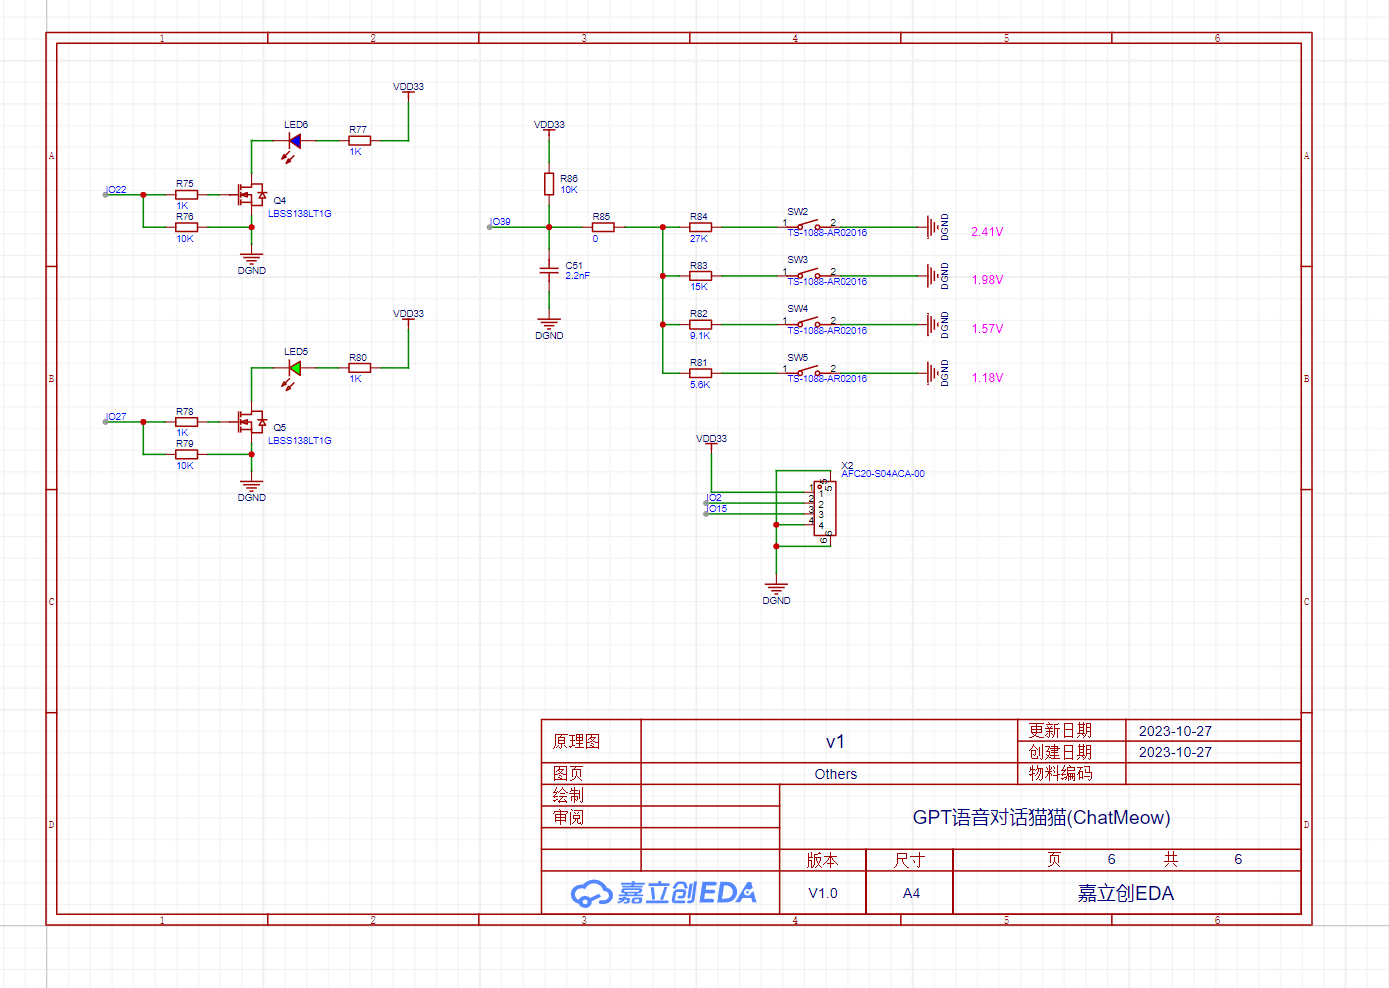 1 2 3 4 5 6
A A
B B
C C
D D
VDD33
LED6
R77
1K
IO22
R75
1K
R76
10K
Q4
LBSS138LT1G
DGND
VDD33
LED5
R80
1K
IO27
R78
1K
R79
10K
Q5
LBSS138LT1G
DGND
VDD33
R86
10K
IO39
C51
2.2nF
DGND
R85
0
R84
27K
SW2
1 2
TS-1088-AR02016
DGND
2.41V
R83
15K
SW3
1 2
TS-1088-AR02016
DGND
1.98V
R82
9.1K
SW4
1 2
TS-1088-AR02016
DGND
1.57V
R81
5.6K
SW5
1 2
TS-1088-AR02016
DGND
1.18V
VDD33
X2
AFC20-S04ACA-00
IO2
IO15
1 1
2 2
3 3
4 4
5 5
6 6
DGND
原理图 v1
更新日期 2023-10-27
创建日期 2023-10-27
图页 Others
物料编码
绘制
审阅
GPT语音对话猫猫(ChatMeow)
版本 尺寸 页 6 共 6
嘉立创EDA V1.0 A4 嘉立创EDA
1 2 3 4 5 6